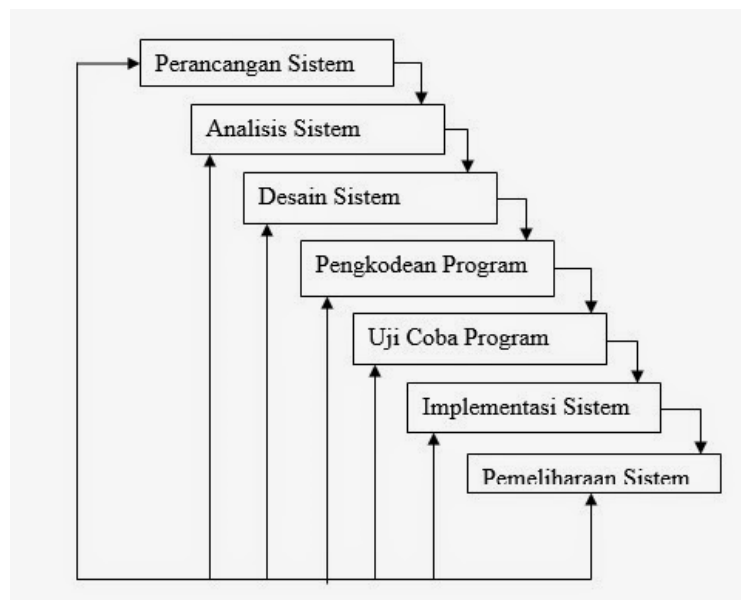 Perancangan Sistem
Analisis Sistem
Desain Sistem
Pengkodean Program
Uji Coba Program
Implementasi Sistem
Pemeliharaan Sistem